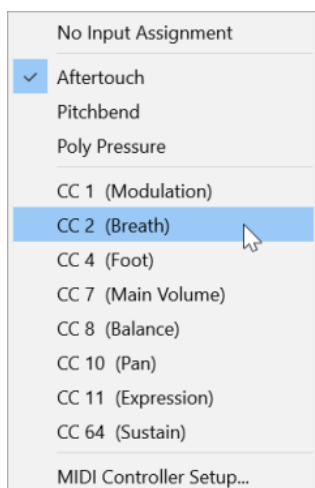 No Input Assignment
Aftertouch
Pitchbend
Poly Pressure
CC 1 (Modulation)
CC 2 (Breath)
CC 4 (Foot)
CC 7 (Main Volume)
CC 8 (Balance)
CC 10 (Pan)
CC 11 (Expression)
CC 64 (Sustain)
MIDI Controller Setup...